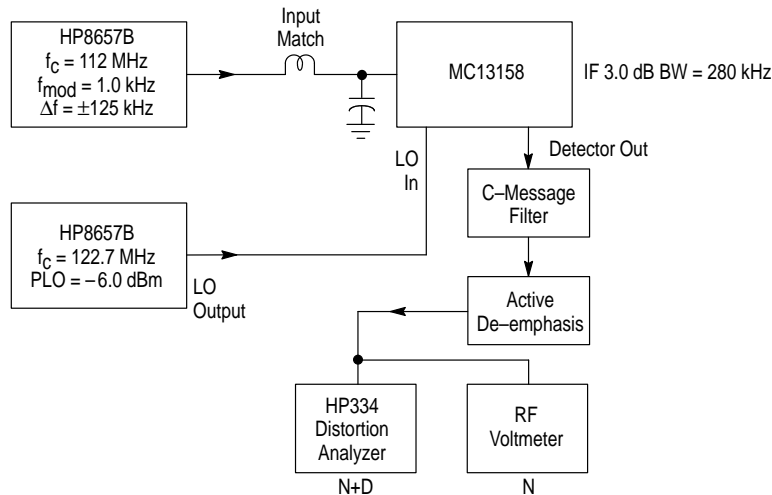 HP8657B
fc = 112 MHz
fmod = 1.0 kHz
Δf = ±125 kHz
Input
Match
MC13158
IF 3.0 dB BW = 280 kHz
LO
In
Detector Out
C–Message
Filter
HP8657B
fc = 122.7 MHz
PLO = –6.0 dBm
LO
Output
Active
De–emphasis
HP334
Distortion
Analyzer
N+D
RF
Voltmeter
N